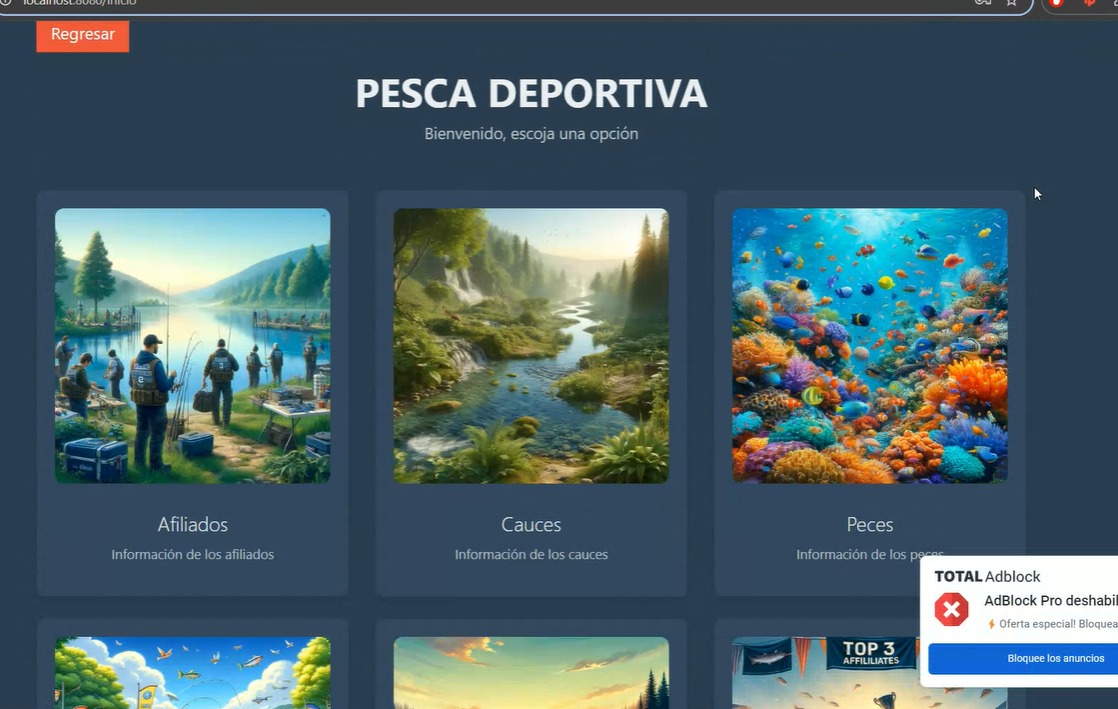 localhost:8080/inicio
Regresar
PESCA DEPORTIVA
Bienvenido, escoja una opción
Afiliados
Información de los afiliados
Cauces
Información de los cauces
Peces
Información de los peces
TOTAL Adblock
AdBlock Pro deshabil
Oferta especial! Bloquea
Bloquee los anuncios
TOP 3
AFFILIATES